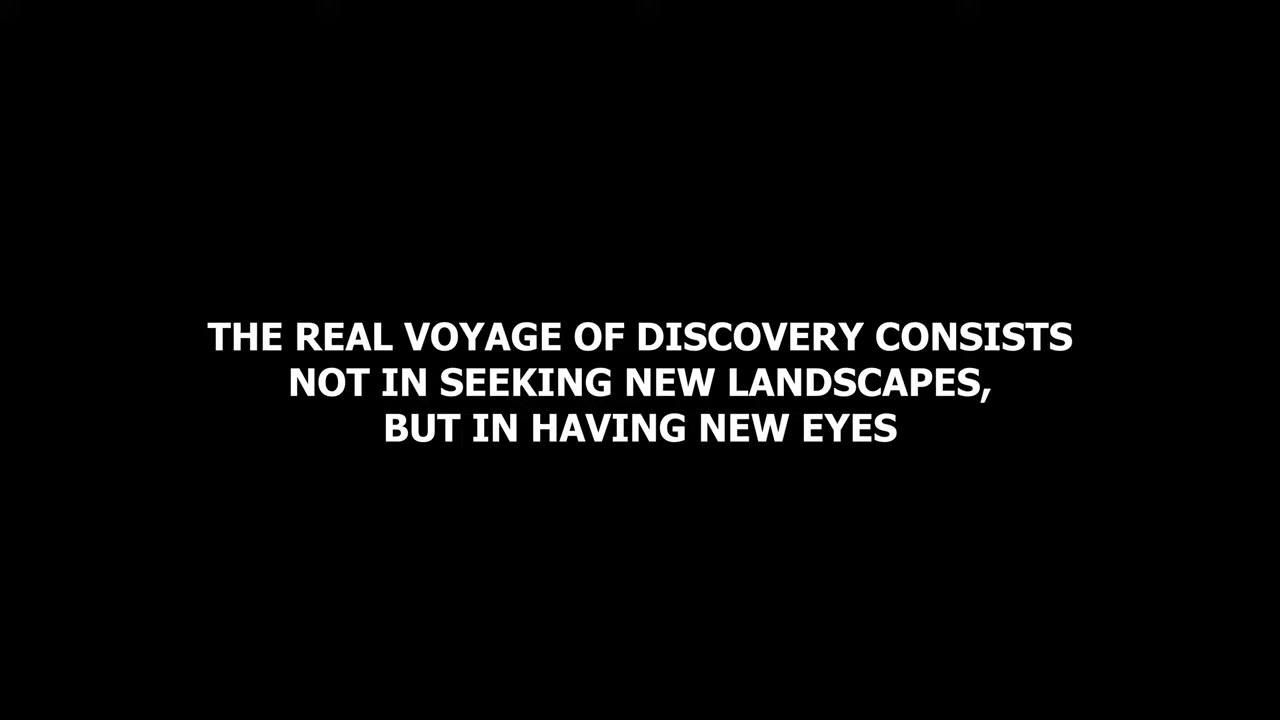 THE REAL VOYAGE OF DISCOVERY CONSISTS
NOT IN SEEKING NEW LANDSCAPES,
BUT IN HAVING NEW EYES